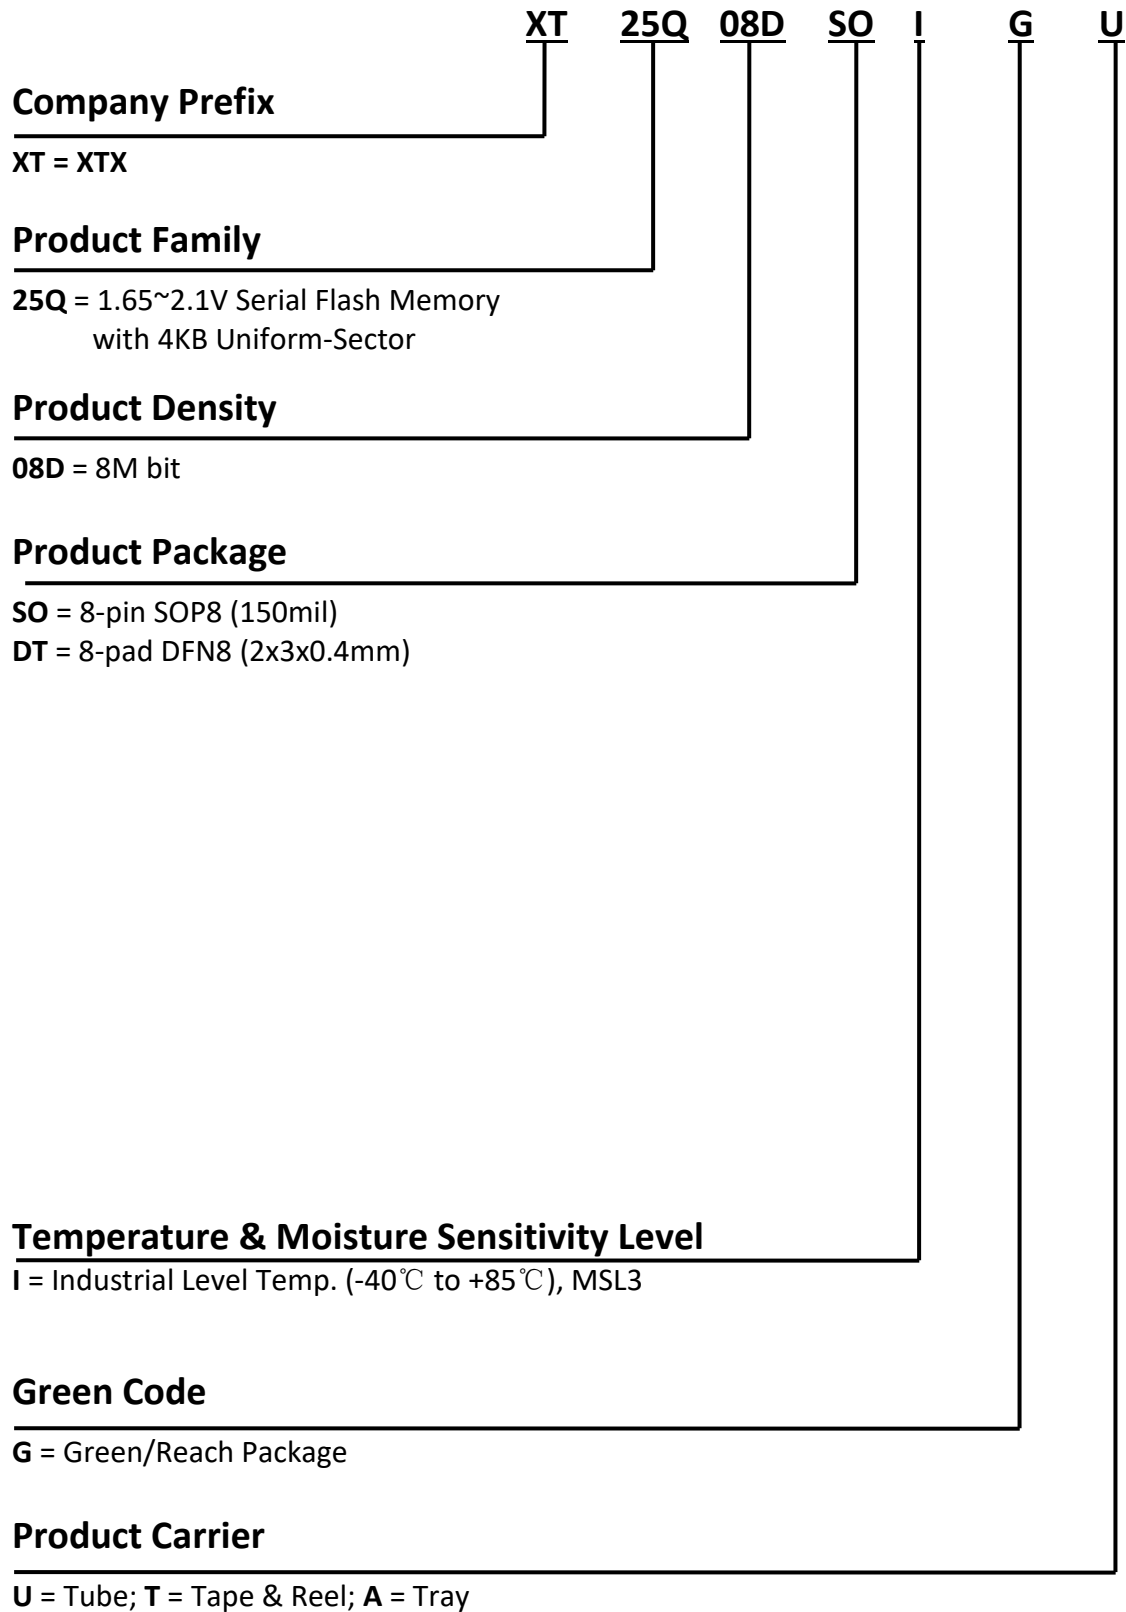 XT 25Q 08D SO I G U
Company Prefix
XT = XTX
Product Family
25Q = 1.65~2.1V Serial Flash Memory
with 4KB Uniform-Sector
Product Density
08D = 8M bit
Product Package
SO = 8-pin SOP8 (150mil)
DT = 8-pad DFN8 (2x3x0.4mm)
Temperature & Moisture Sensitivity Level
I = Industrial Level Temp. (-40℃ to +85℃), MSL3
Green Code
G = Green/Reach Package
Product Carrier
U = Tube; T = Tape & Reel; A = Tray